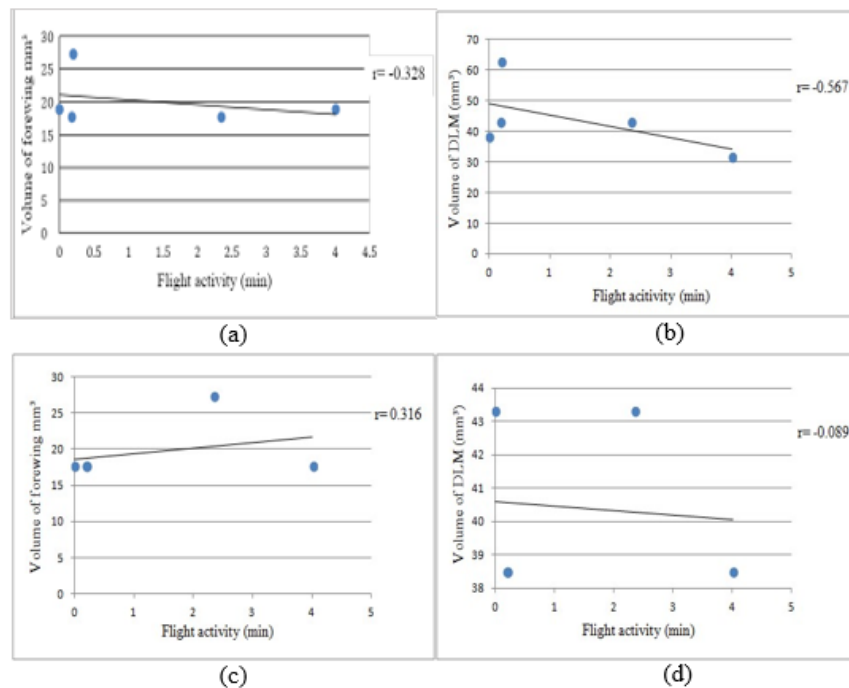 30
25
20
15
10
5
0
Volume of forewing mm³
r= -0.328
0 0.5 1 1.5 2 2.5 3 3.5 4 4.5
Flight activity (min)
(a)
70
60
50
40
30
20
10
0
Volume of DLM (mm³)
r= -0.567
0 1 2 3 4 5
Flight acitivity (min)
(b)
30
25
20
15
10
5
0
Volume of forewing mm³
r= 0.316
0 1 2 3 4 5
Flight activity (min)
(c)
44
43
42
41
40
39
38
Volume of DLM (mm³)
r= -0.089
0 1 2 3 4 5
Flight activity (min)
(d)